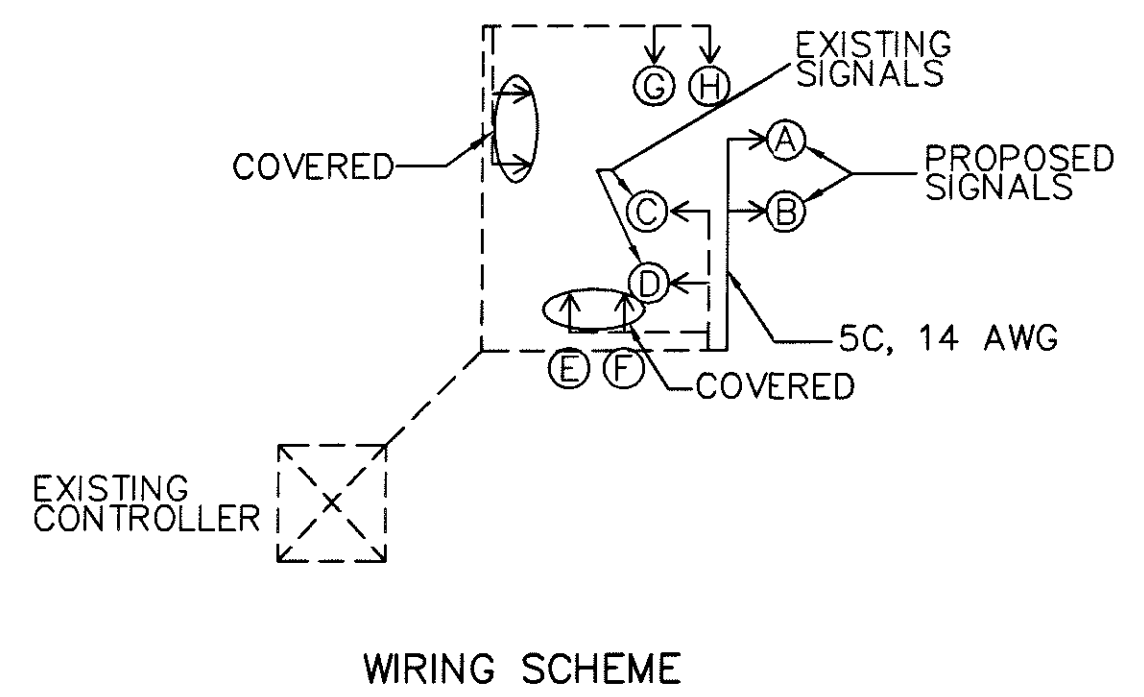 EXISTING
SIGNALS
G
H
COVERED
A
PROPOSED
SIGNALS
C
B
D
5C, 14 AWG
E
F
COVERED
EXISTING
CONTROLLER
WIRING SCHEME